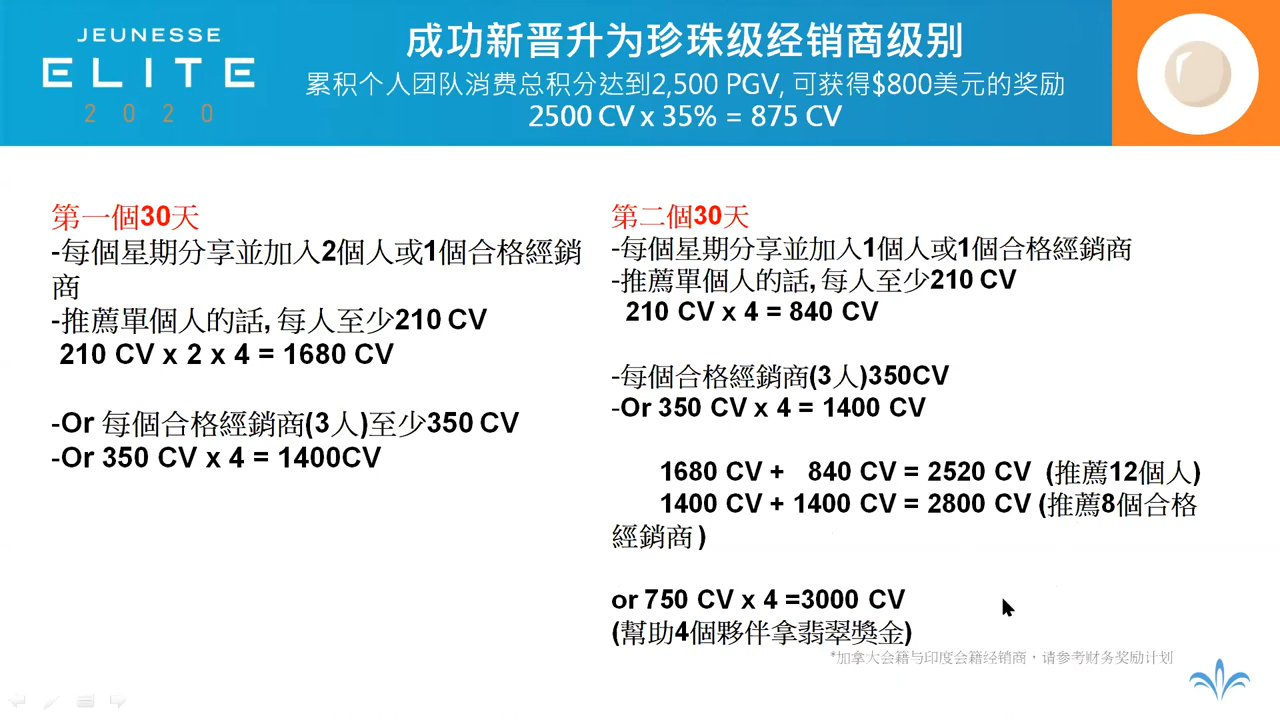 JEUNESSE
ELITE
2020
成功新晋升为珍珠级经销商级别
累积个人团队消费总积分达到2,500 PGV, 可获得$800美元的奖励
2500 CV x 35% = 875 CV
第一個30天
-每個星期分享並加入2個人或1個合格經銷
商
-推薦單個人的話, 每人至少210 CV
210 CV x 2 x 4 = 1680 CV
-Or 每個合格經銷商(3人)至少350 CV
-Or 350 CV x 4 = 1400CV
第二個30天
-每個星期分享並加入1個人或1個合格經銷商
-推薦單個人的話, 每人至少210 CV
210 CV x 4 = 840 CV
-每個合格經銷商(3人)350CV
-Or 350 CV x 4 = 1400 CV
1680 CV + 840 CV = 2520 CV (推薦12個人)
1400 CV + 1400 CV = 2800 CV (推薦8個合格
經銷商)
or 750 CV x 4 =3000 CV
(幫助4個夥伴拿翡翠獎金)
*加拿大会籍与印度会籍经销商，请参考财务奖励计划